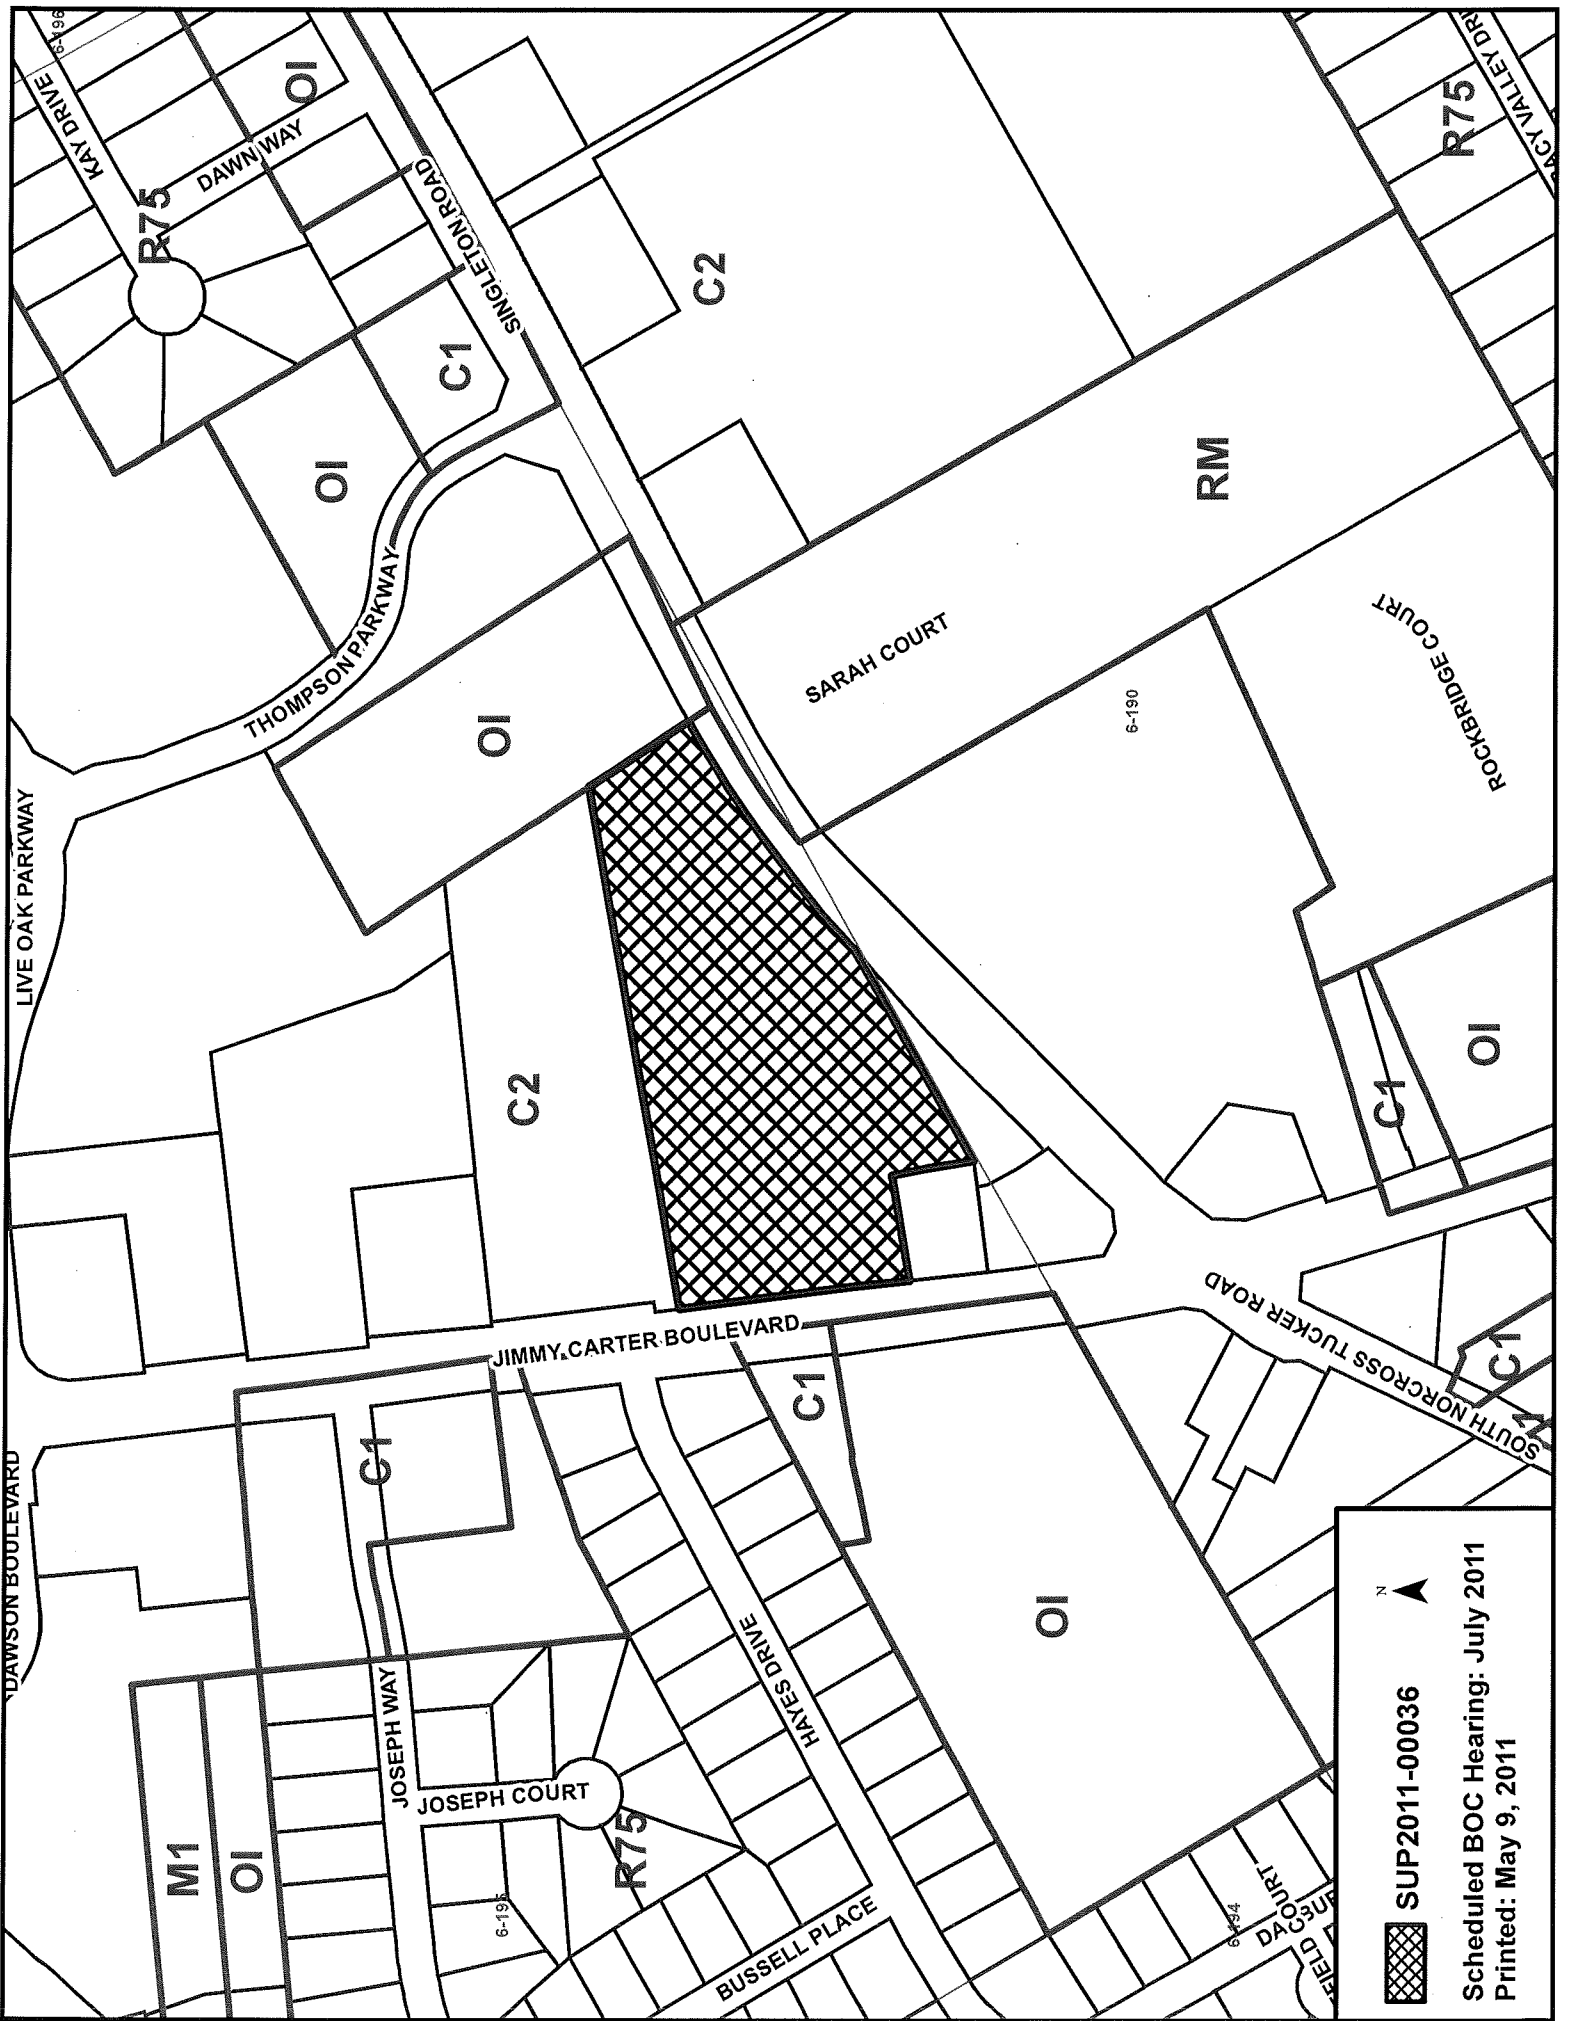 DAWSON BOULEVARD
LIVE OAK PARKWAY
KAY DRIVE
6-196
OI
DAWN WAY
R75
M1
OI
JOSEPH WAY
JOSEPH COURT
R75
C1
C1
OI
THOMPSON PARKWAY
SINGLETON ROAD
JIMMY CARTER BOULEVARD
C2
OI
C2
HAYES DRIVE
C1
BUSSELL PLACE
OI
SARAH COURT
6-190
RM
R75
ROCKBRIDGE COURT
SOUTH NORCROSS TUCKER ROAD
C1
OI
C1
COURT
SUP2011-00036
N
Scheduled BOC Hearing: July 2011
Printed: May 9, 2011